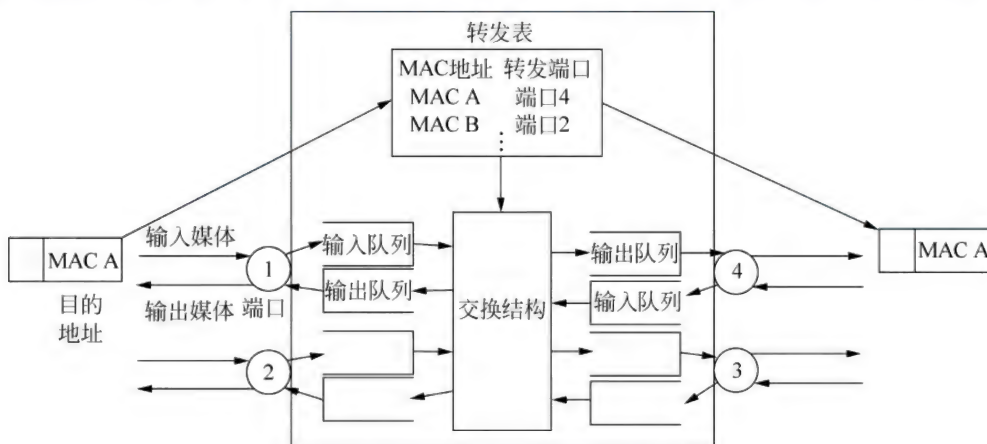 转发表
MAC地址 转发端口
MAC A 端口4
MAC B 端口2
⋮
MAC A
目的
地址
输入媒体
输出媒体
端口
1
输入队列
输出队列
交换结构
输出队列
输入队列
4
MAC A
2
3